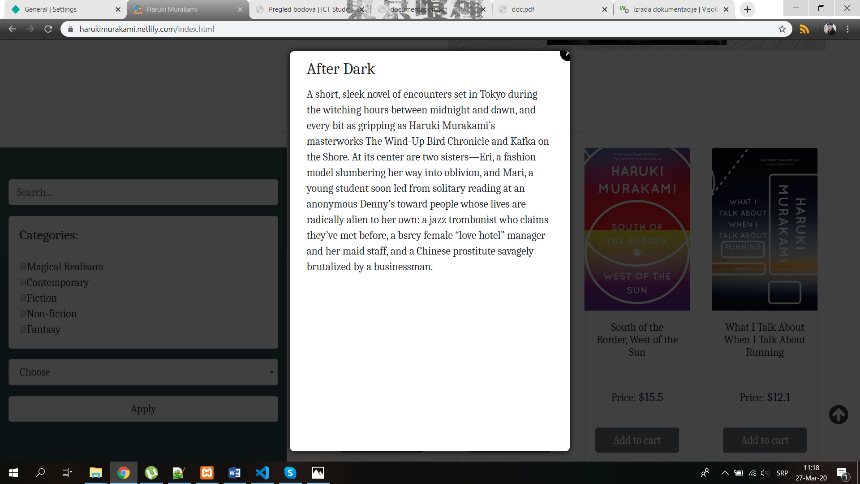 General | Settings
Haruki Murakami
Pregled bodova | ICT Stude
documentation.pdf
doc.pdf
Izrada dokumentacije | Visok
harukimurakami.netlify.com/index.html
After Dark
A short, sleek novel of encounters set in Tokyo during
the witching hours between midnight and dawn, and
every bit as gripping as Haruki Murakami's
masterworks The Wind-Up Bird Chronicle and Kafka on
the Shore. At its center are two sisters—Eri, a fashion
model slumbering her way into oblivion, and Mari, a
young student soon led from solitary reading at an
anonymous Denny's toward people whose lives are
radically alien to her own: a jazz trombonist who claims
they've met before, a bsrcy female “love hotel” manager
and her maid staff, and a Chinese prostitute savagely
brutalized by a businessman.
Search...
Categories:
Magical Realisam
Contemporary
Fiction
Non-fiction
Fantasy
Choose
Apply
HARUKI
MURAKAMI
SOUTH OF
THE BORDER,
WEST OF THE
SUN
South of the
Border, West of the
Sun
Price: $15.5
Add to cart
WHAT I
TALK ABOUT
WHEN I
TALK ABOUT
RUNNING
HARUKI
MURAKAMI
What I Talk About
When I Talk About
Running
Price: $12.1
Add to cart
SRP
11:18
27-Mar-20